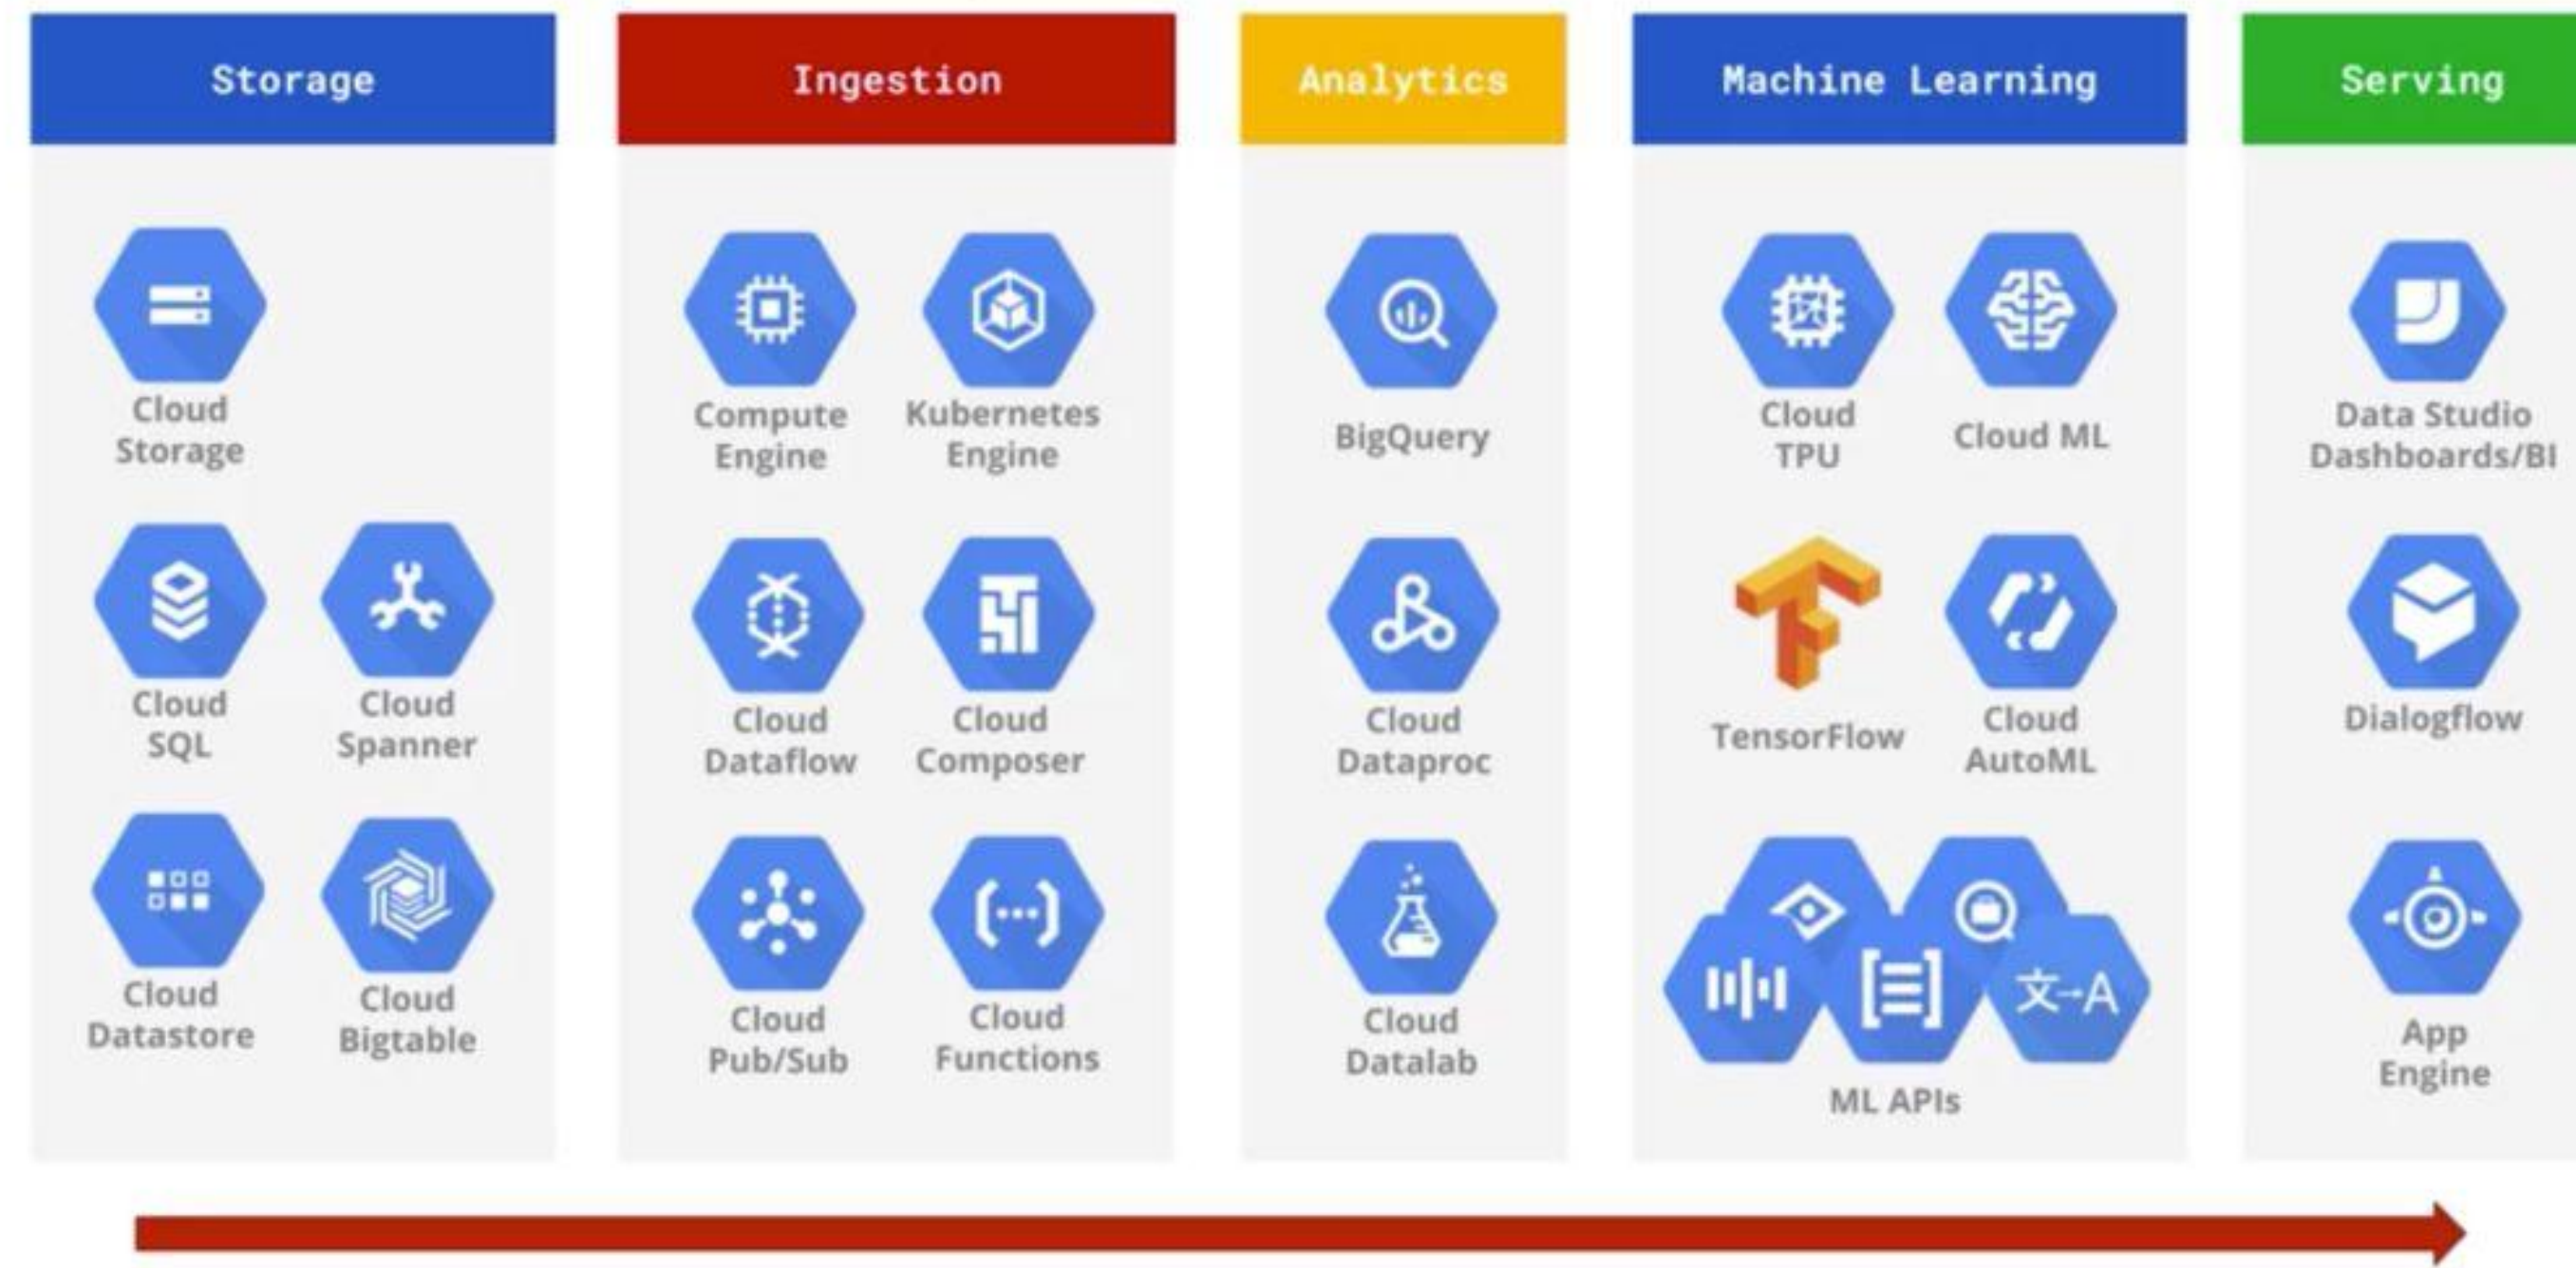 Storage
Ingestion
Analytics
Machine Learning
Serving
Cloud
Storage
Cloud
SQL
Cloud
Spanner
Cloud
Datastore
Cloud
Bigtable
Compute
Engine
Kubernetes
Engine
Cloud
Dataflow
Cloud
Composer
Cloud
Pub/Sub
Cloud
Functions
BigQuery
Cloud
Dataproc
Cloud
Datalab
Cloud
TPU
Cloud ML
TensorFlow
Cloud
AutoML
文→A
ML APIs
Data Studio
Dashboards/BI
Dialogflow
App
Engine